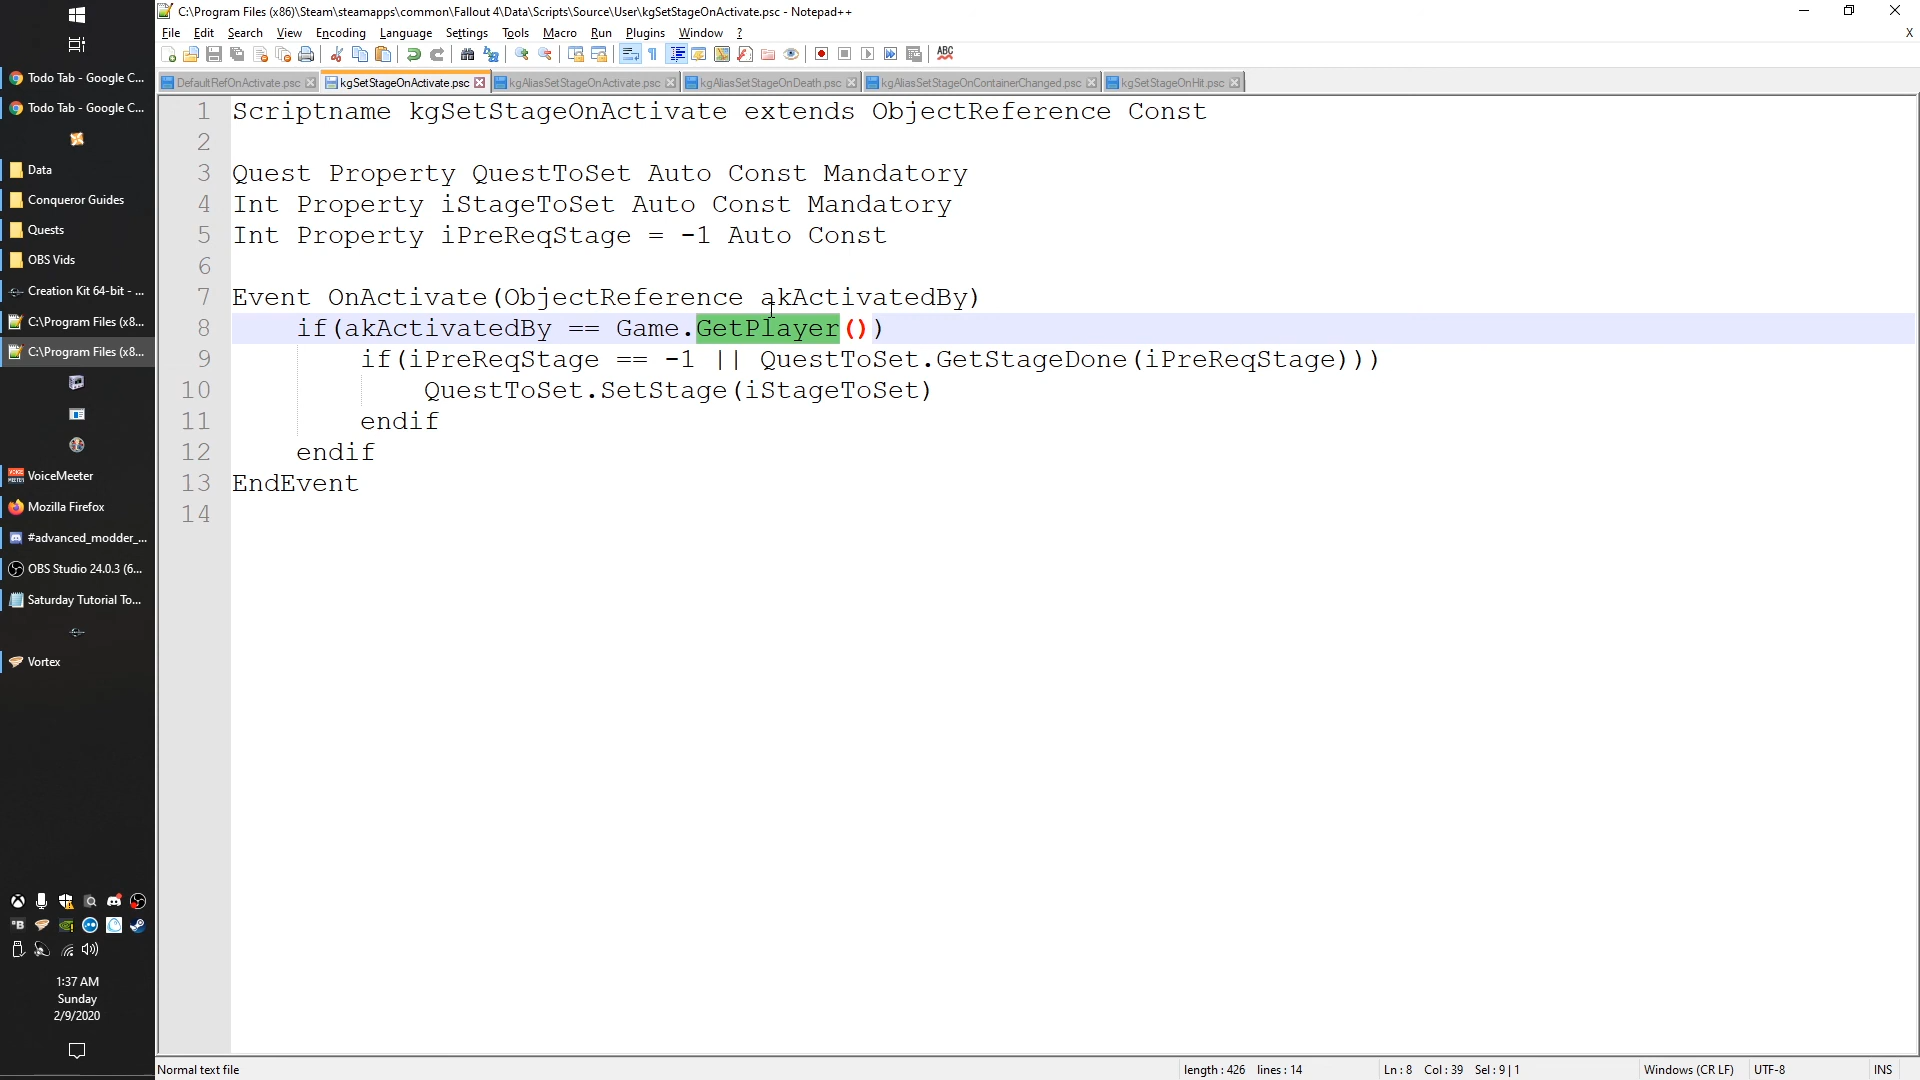 C:\Program Files (x86)\Steam\steamapps\common\Fallout 4\Data\Scripts\Source\User\kgSetStageOnActivate.psc - Notepad++
File Edit Search View Encoding Language Settings Tools Macro Run Plugins Window ? X
ABC
DefaultRefOnActivate.psc kgSetStageOnActivate.psc kgAliasSetStageOnActivate.psc kgAliasSetStageOnDeath.psc kgAliasSetStageOnContainerChanged.psc kgSetStageOnHit.psc
1 Scriptname kgSetStageOnActivate extends ObjectReference Const
2
3 Quest Property QuestToSet Auto Const Mandatory
4 Int Property iStageToSet Auto Const Mandatory
5 Int Property iPreReqStage = -1 Auto Const
6
7 Event OnActivate(ObjectReference akActivatedBy)
8 if(akActivatedBy == Game.GetPlayer())
9 if(iPreReqStage == -1 || QuestToSet.GetStageDone(iPreReqStage)))
10 QuestToSet.SetStage(iStageToSet)
11 endif
12 endif
13 EndEvent
14
Todo Tab - Google C...
Todo Tab - Google C...
Data
Conqueror Guides
Quests
OBS Vids
Creation Kit 64-bit - ...
C:\Program Files (x8...
C:\Program Files (x8...
VoiceMeeter
Mozilla Firefox
#advanced_modder_...
OBS Studio 24.0.3 (6...
Saturday Tutorial To...
Vortex
1:37 AM
Sunday
2/9/2020
Normal text file length : 426 lines : 14 Ln : 8 Col : 39 Sel : 9 | 1 Windows (CR LF) UTF-8 INS